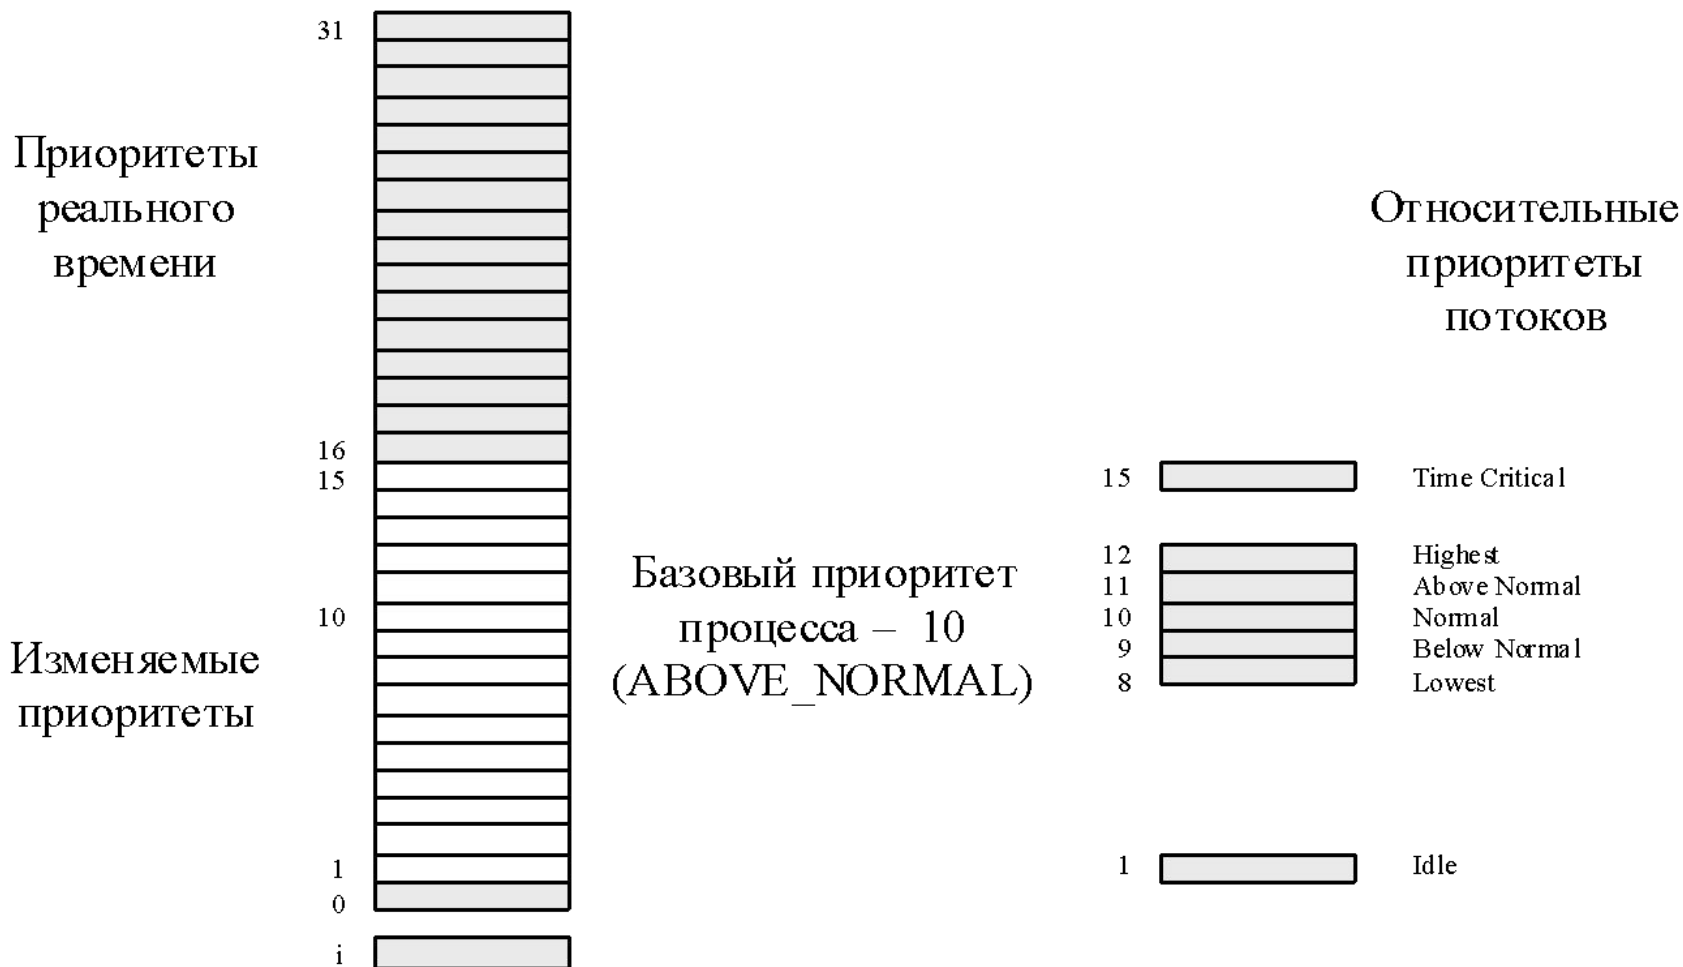 31
Приоритеты
реального
времени
16
15
10
Изменяемые
приоритеты
1
0
i
Базовый приоритет
процесса – 10
(ABOVE_NORMAL)
Относительные
приоритеты
потоков
15 Time Critical
12 Highest
11 Above Normal
10 Normal
9 Below Normal
8 Lowest
1 Idle